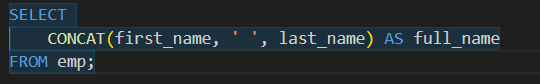 SELECT
    CONCAT(first_name, ' ', last_name) AS full_name
FROM emp;